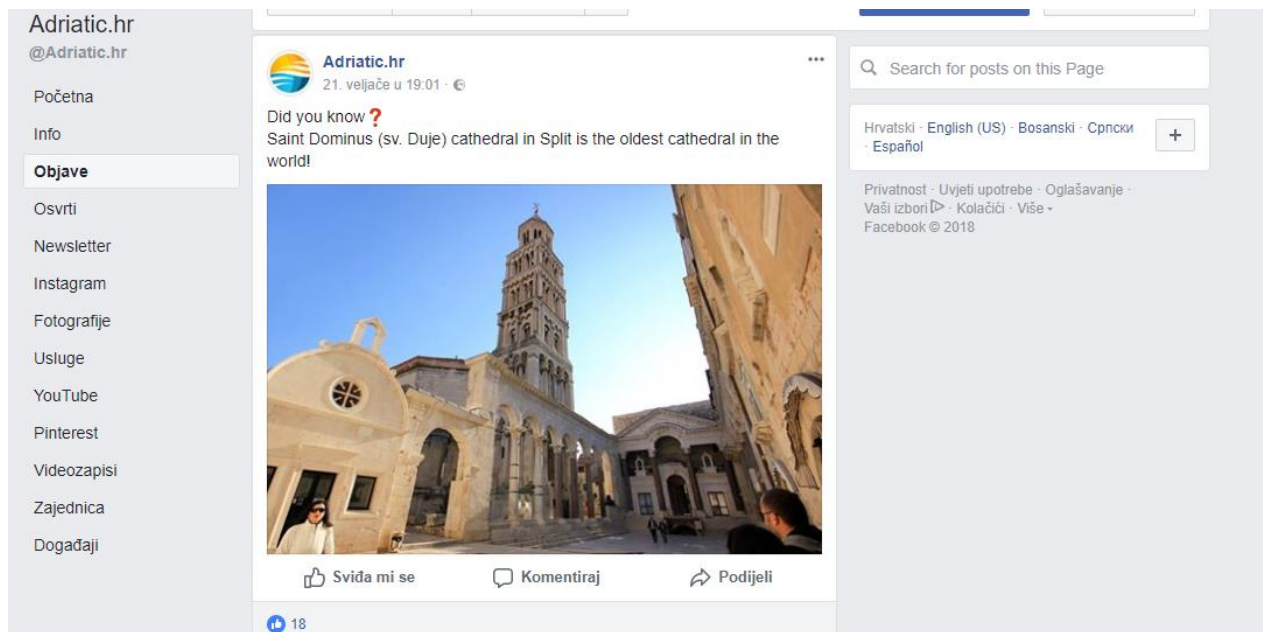 Adriatic.hr
@Adriatic.hr
Početna
Info
Objave
Osvrti
Newsletter
Instagram
Fotografije
Usluge
YouTube
Pinterest
Videozapisi
Zajednica
Događaji
Adriatic.hr
21. veljače u 19:01 ·
Did you know❓
Saint Dominus (sv. Duje) cathedral in Split is the oldest cathedral in the
world!
Sviđa mi se
Komentiraj
Podijeli
18
Search for posts on this Page
Hrvatski · English (US) · Bosanski · Српски
· Español
Privatnost · Uvjeti upotrebe · Oglašavanje ·
Vaši izbori · Kolačići · Više
Facebook © 2018